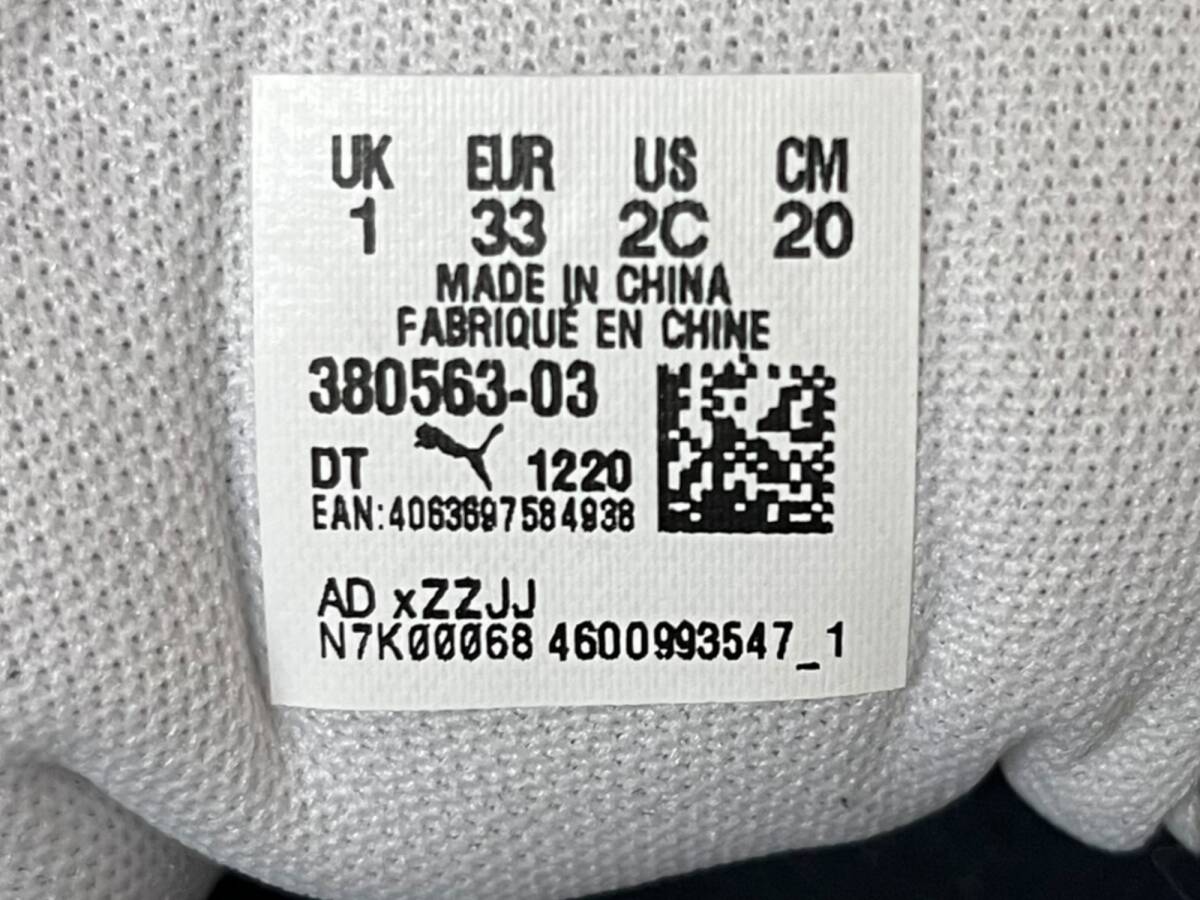 UK EUR US CM
1 33 2C 20
MADE IN CHINA
FABRIQUÉ EN CHINE
380563-03
DT 1220
EAN:4063697584938
AD xZZJJ
N7K00068 4600993547_1